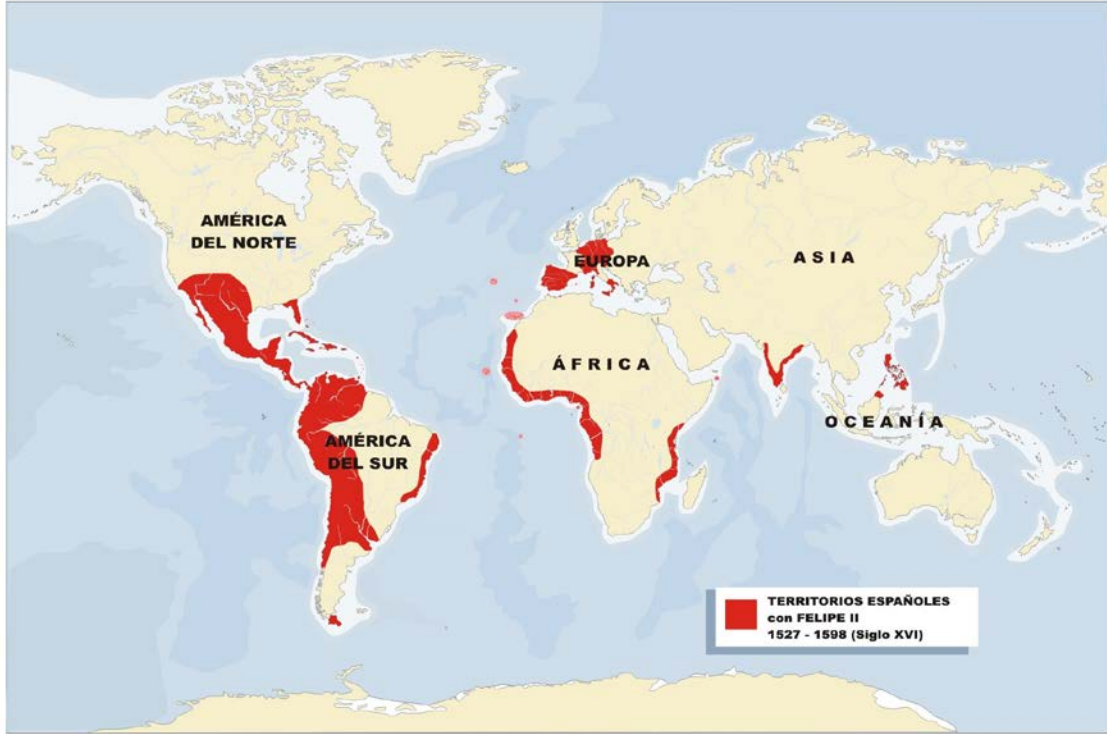 AMÉRICA
DEL NORTE
EUROPA
ASIA
ÁFRICA
OCEANÍA
AMÉRICA
DEL SUR
TERRITORIOS ESPAÑOLES
con FELIPE II
1527 - 1598 (Siglo XVI)